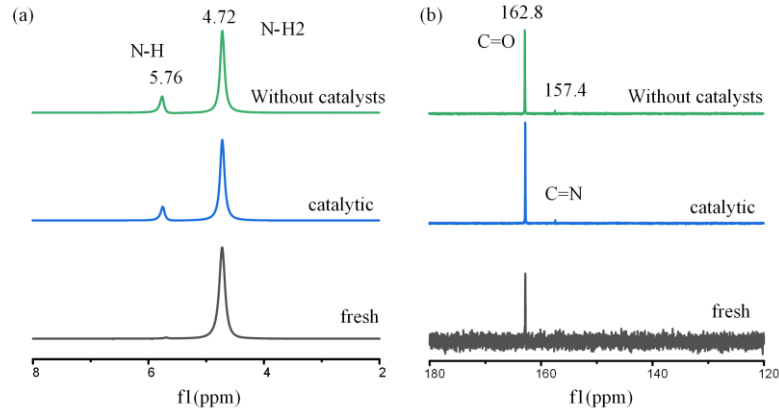 (a)
4.72
N-H2
N-H
5.76
Without catalysts
catalytic
fresh
8 6 4 2
f1(ppm)
(b)
162.8
C=O
157.4
Without catalysts
C=N
catalytic
fresh
180 160 140 120
f1(ppm)